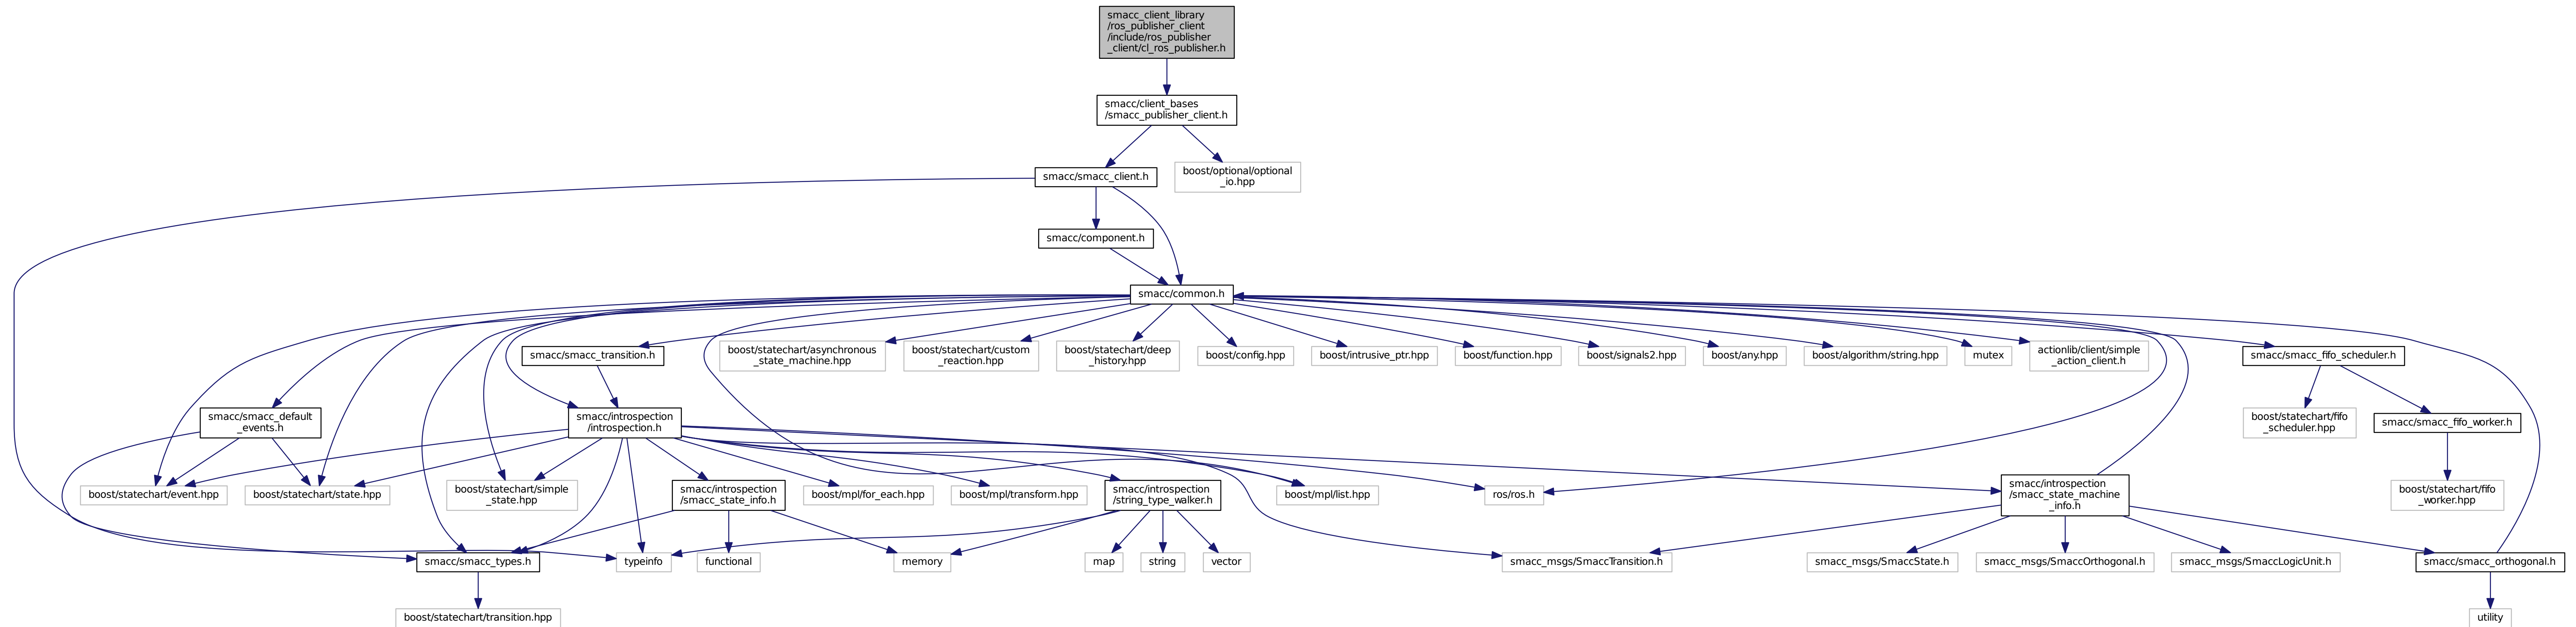 smacc_client_library
/ros_publisher_client
/include/ros_publisher
_client/cl_ros_publisher.h
smacc/client_bases
/smacc_publisher_client.h
smacc/smacc_client.h
boost/optional/optional
_io.hpp
smacc/component.h
smacc/common.h
smacc/smacc_transition.h
boost/statechart/asynchronous
_state_machine.hpp
boost/statechart/custom
_reaction.hpp
boost/statechart/deep
_history.hpp
boost/config.hpp
boost/intrusive_ptr.hpp
boost/function.hpp
boost/signals2.hpp
boost/any.hpp
boost/algorithm/string.hpp
mutex
actionlib/client/simple
_action_client.h
smacc/smacc_fifo_scheduler.h
smacc/smacc_default
_events.h
smacc/introspection
/introspection.h
boost/statechart/fifo
_scheduler.hpp
smacc/smacc_fifo_worker.h
boost/statechart/event.hpp
boost/statechart/state.hpp
boost/statechart/simple
_state.hpp
smacc/introspection
/smacc_state_info.h
boost/mpl/for_each.hpp
boost/mpl/transform.hpp
smacc/introspection
/string_type_walker.h
boost/mpl/list.hpp
ros/ros.h
smacc/introspection
/smacc_state_machine
_info.h
boost/statechart/fifo
_worker.hpp
smacc/smacc_types.h
typeinfo
functional
memory
map
string
vector
smacc_msgs/SmaccTransition.h
smacc_msgs/SmaccState.h
smacc_msgs/SmaccOrthogonal.h
smacc_msgs/SmaccLogicUnit.h
smacc/smacc_orthogonal.h
boost/statechart/transition.hpp
utility